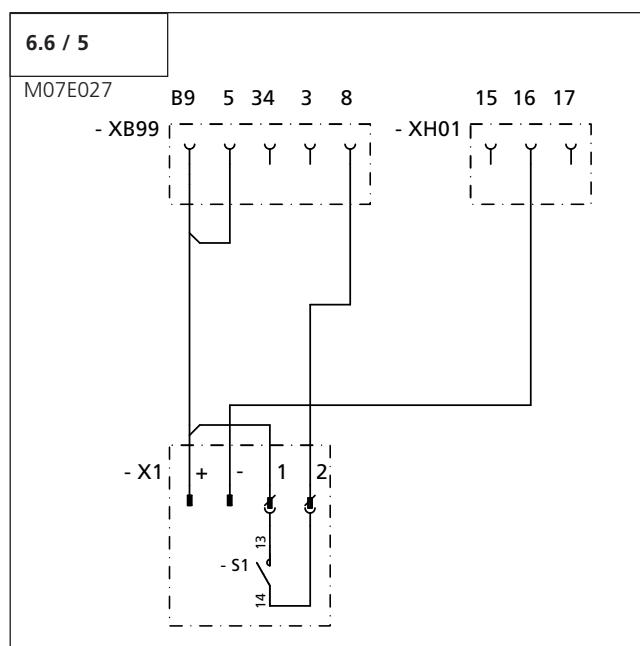 6.6 / 5
M07E027
B9 5 34 3 8 15 16 17
- XB99 - XH01
- X1 + - 1 2
13
- S1
14